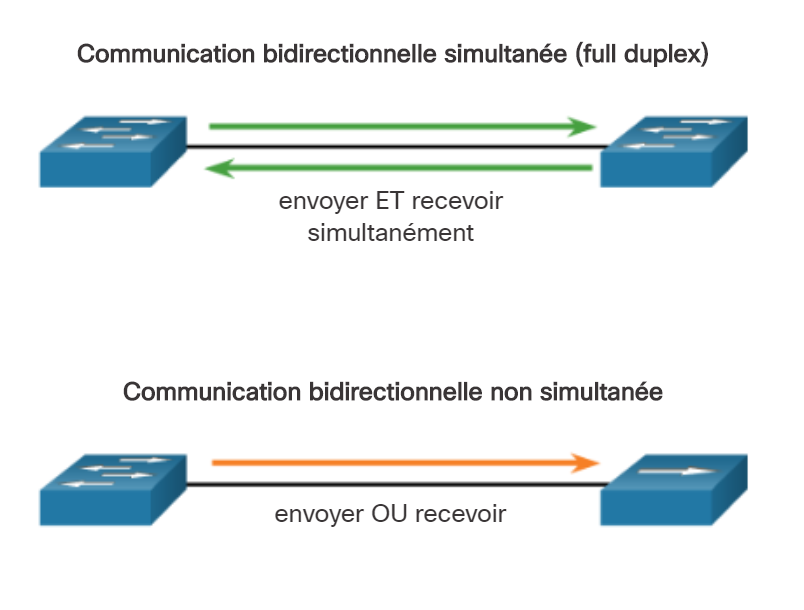 Communication bidirectionnelle simultanée (full duplex)
envoyer ET recevoir
simultanément
Communication bidirectionnelle non simultanée
envoyer OU recevoir